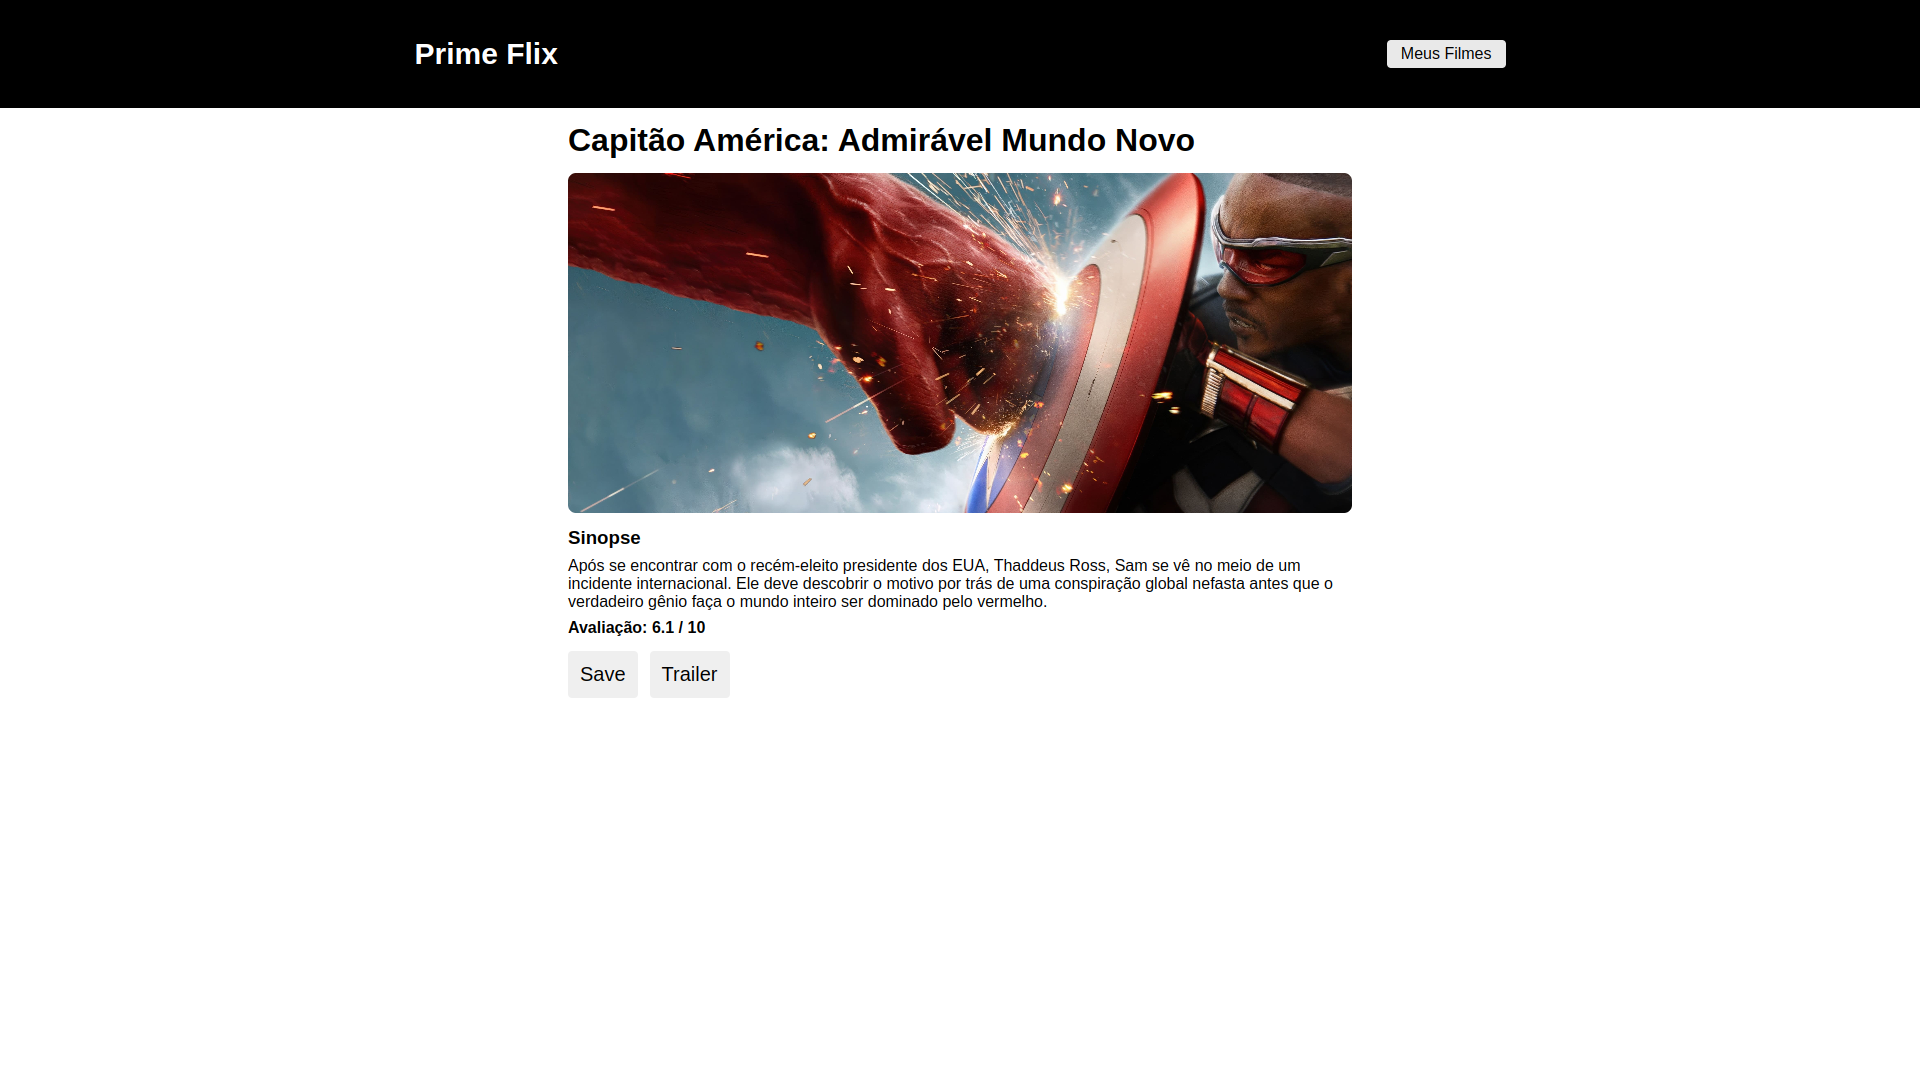 Prime Flix
Meus Filmes
Capitão América: Admirável Mundo Novo
Sinopse
Após se encontrar com o recém-eleito presidente dos EUA, Thaddeus Ross, Sam se vê no meio de um
incidente internacional. Ele deve descobrir o motivo por trás de uma conspiração global nefasta antes que o
verdadeiro gênio faça o mundo inteiro ser dominado pelo vermelho.
Avaliação: 6.1 / 10
Save
Trailer